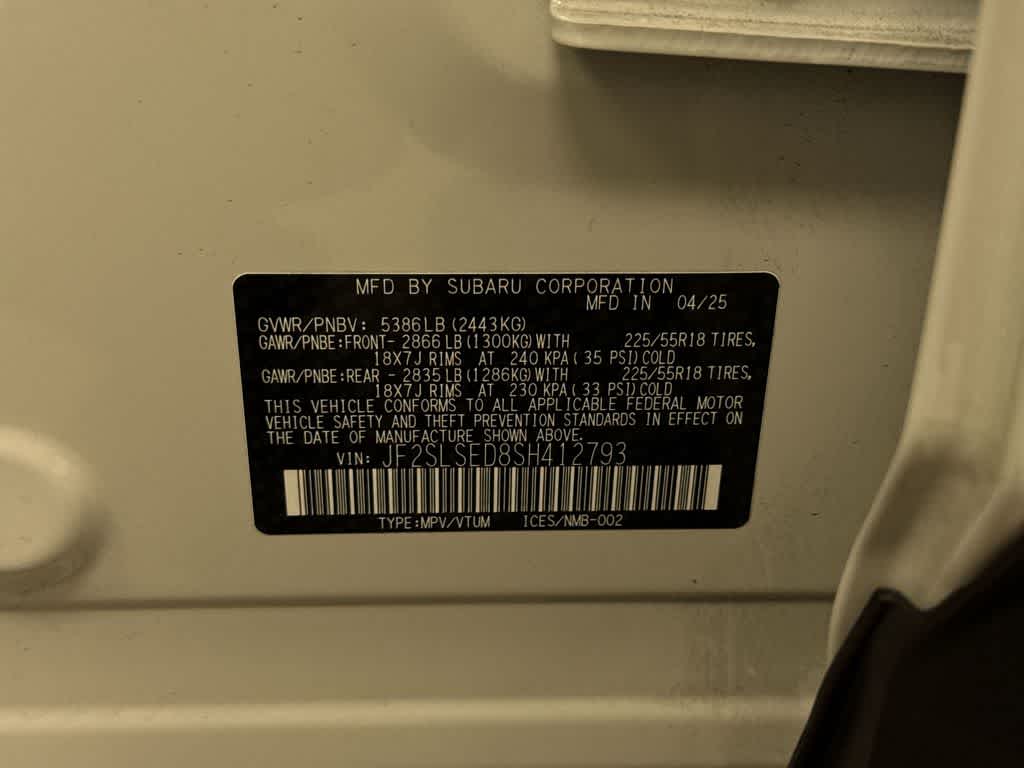 MFD BY SUBARU CORPORATION
MFD IN 04/25
GVWR/PNBV: 5386LB (2443KG)
GAWR/PNBE:FRONT- 2866 LB (1300KG) WITH 225/55R18 TIRES,
18X7J RIMS AT 240 KPA ( 35 PSI) COLD
GAWR/PNBE:REAR - 2835 LB (1286KG) WITH 225/55R18 TIRES,
18X7J RIMS AT 230 KPA ( 33 PSI) COLD
THIS VEHICLE CONFORMS TO ALL APPLICABLE FEDERAL MOTOR
VEHICLE SAFETY AND THEFT PREVENTION STANDARDS IN EFFECT ON
THE DATE OF MANUFACTURE SHOWN ABOVE.
VIN: JF2SLSED8SH412793
TYPE:MPV/VTUM ICES/NMB-002